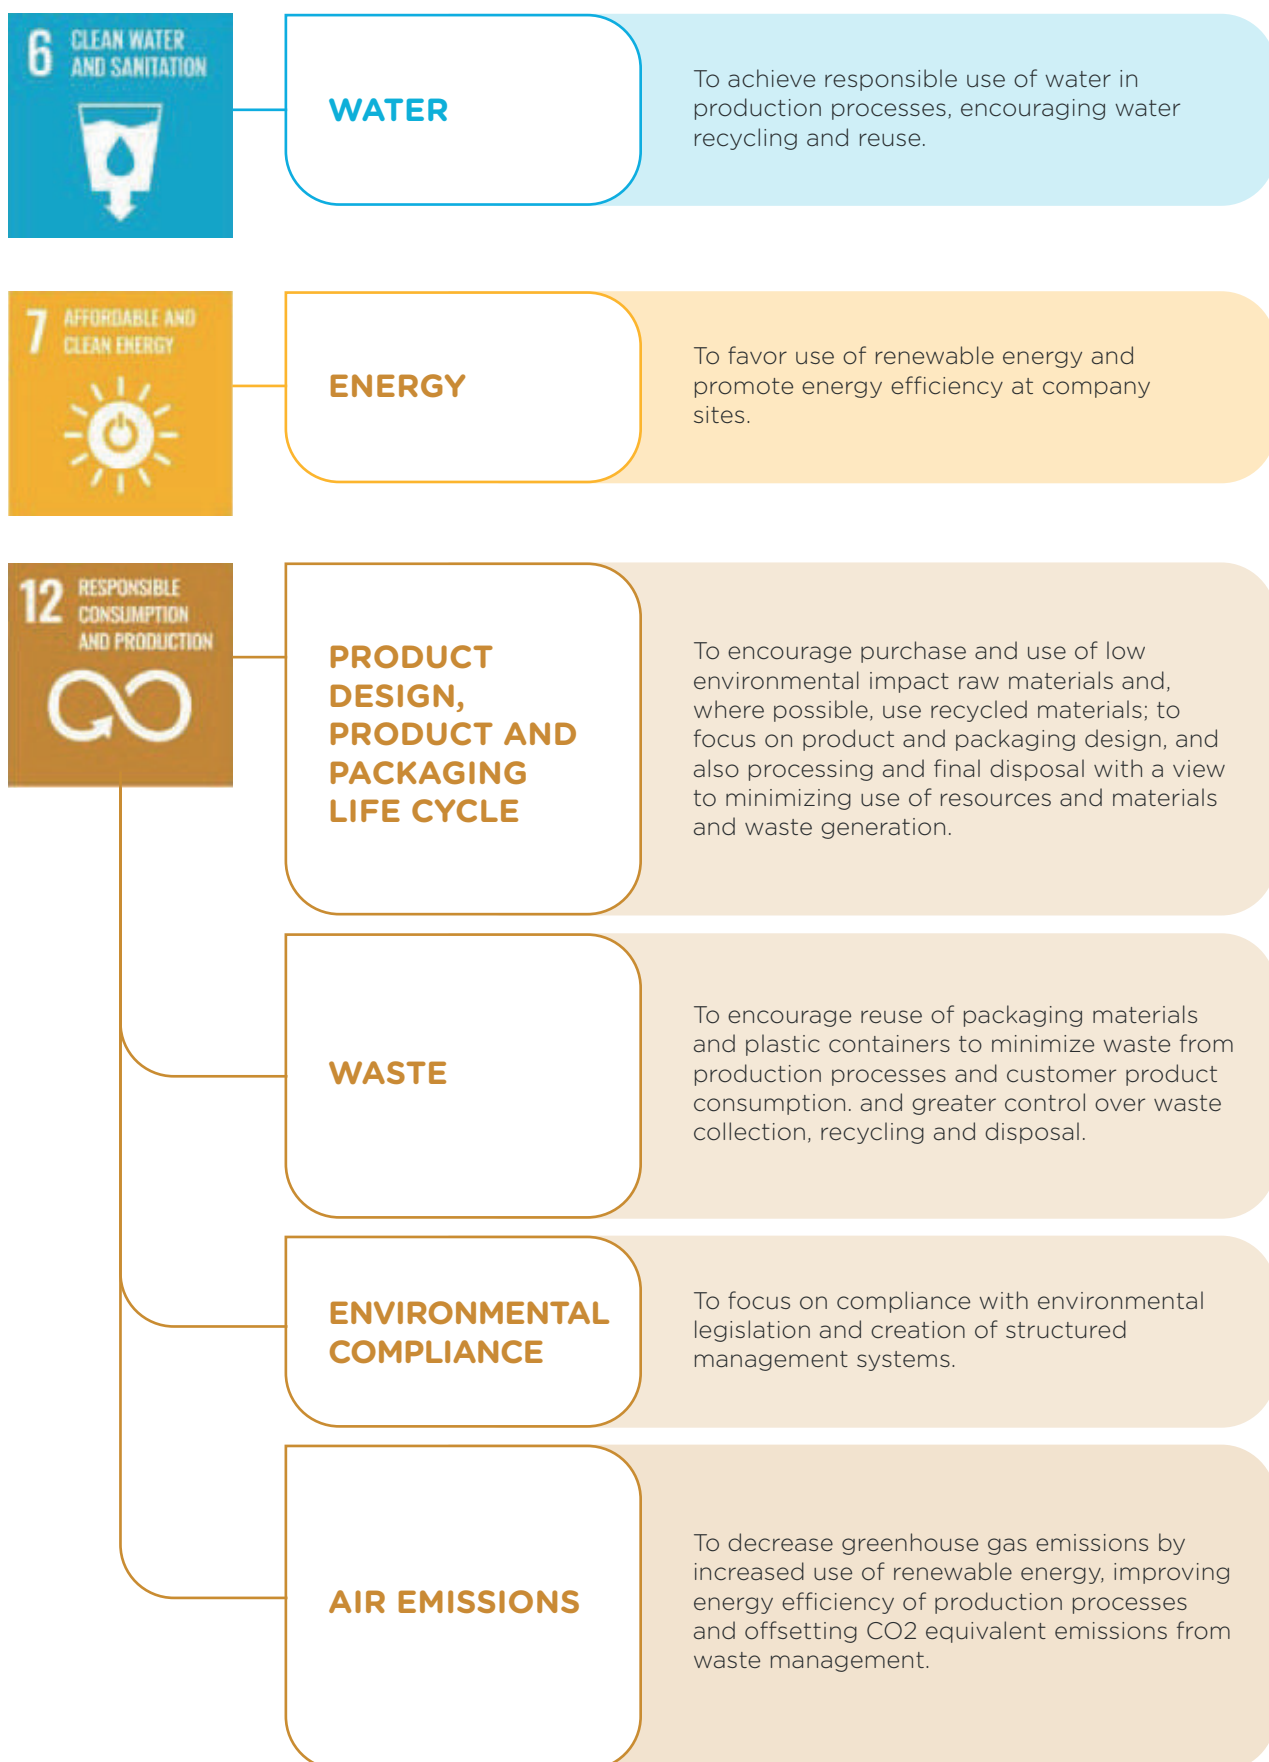 6 CLEAN WATER
AND SANITATION
WATER
To achieve responsible use of water in
production processes, encouraging water
recycling and reuse.
7 AFFORDABLE AND
CLEAN ENERGY
ENERGY
To favor use of renewable energy and
promote energy efficiency at company
sites.
12 RESPONSIBLE
CONSUMPTION
AND PRODUCTION
PRODUCT
DESIGN,
PRODUCT AND
PACKAGING
LIFE CYCLE
To encourage purchase and use of low
environmental impact raw materials and,
where possible, use recycled materials; to
focus on product and packaging design, and
also processing and final disposal with a view
to minimizing use of resources and materials
and waste generation.
WASTE
To encourage reuse of packaging materials
and plastic containers to minimize waste from
production processes and customer product
consumption. and greater control over waste
collection, recycling and disposal.
ENVIRONMENTAL
COMPLIANCE
To focus on compliance with environmental
legislation and creation of structured
management systems.
AIR EMISSIONS
To decrease greenhouse gas emissions by
increased use of renewable energy, improving
energy efficiency of production processes
and offsetting CO2 equivalent emissions from
waste management.